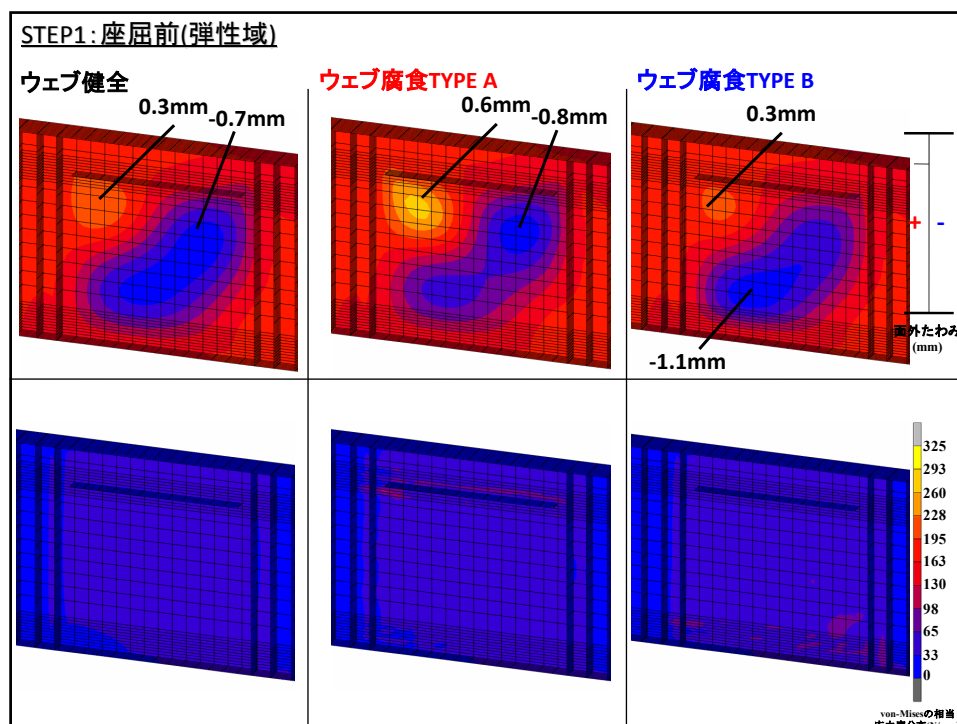 STEP1：座屈前(弾性域)
ウェブ健全
ウェブ腐食TYPE A
ウェブ腐食TYPE B
0.3mm
-0.7mm
0.6mm
-0.8mm
0.3mm
+
-
面外たわみ
(mm)
-1.1mm
325
293
260
228
195
163
130
98
65
33
0
von-Misesの相当